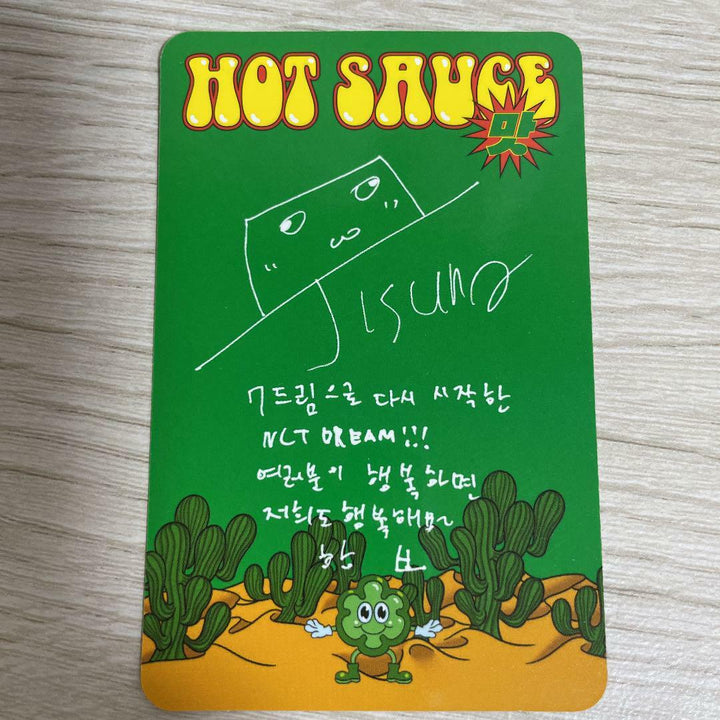 HOT SAUCE
맛
Jisung
7드림으로 다시 시작한
NCT DREAM!!!
여러분이 행복하면
저희도 행복해요~